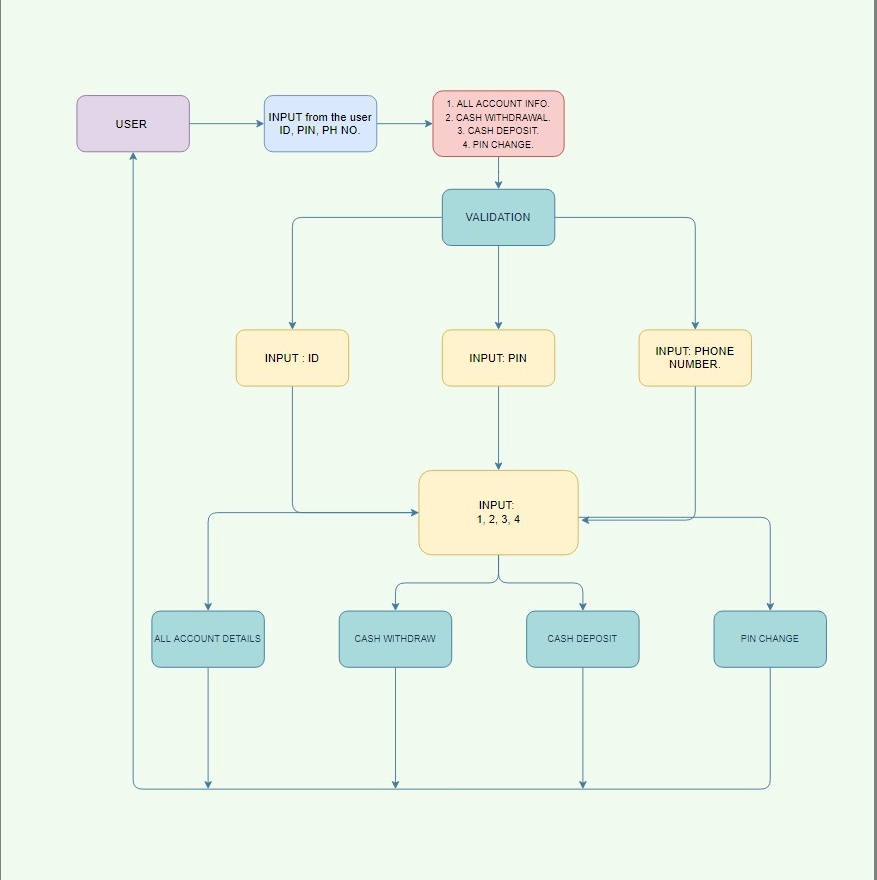 USER
INPUT from the user
ID, PIN, PH NO.
1. ALL ACCOUNT INFO.
2. CASH WITHDRAWAL.
3. CASH DEPOSIT.
4. PIN CHANGE.
VALIDATION
INPUT : ID
INPUT: PIN
INPUT: PHONE
NUMBER.
INPUT:
1, 2, 3, 4
ALL ACCOUNT DETAILS
CASH WITHDRAW
CASH DEPOSIT
PIN CHANGE